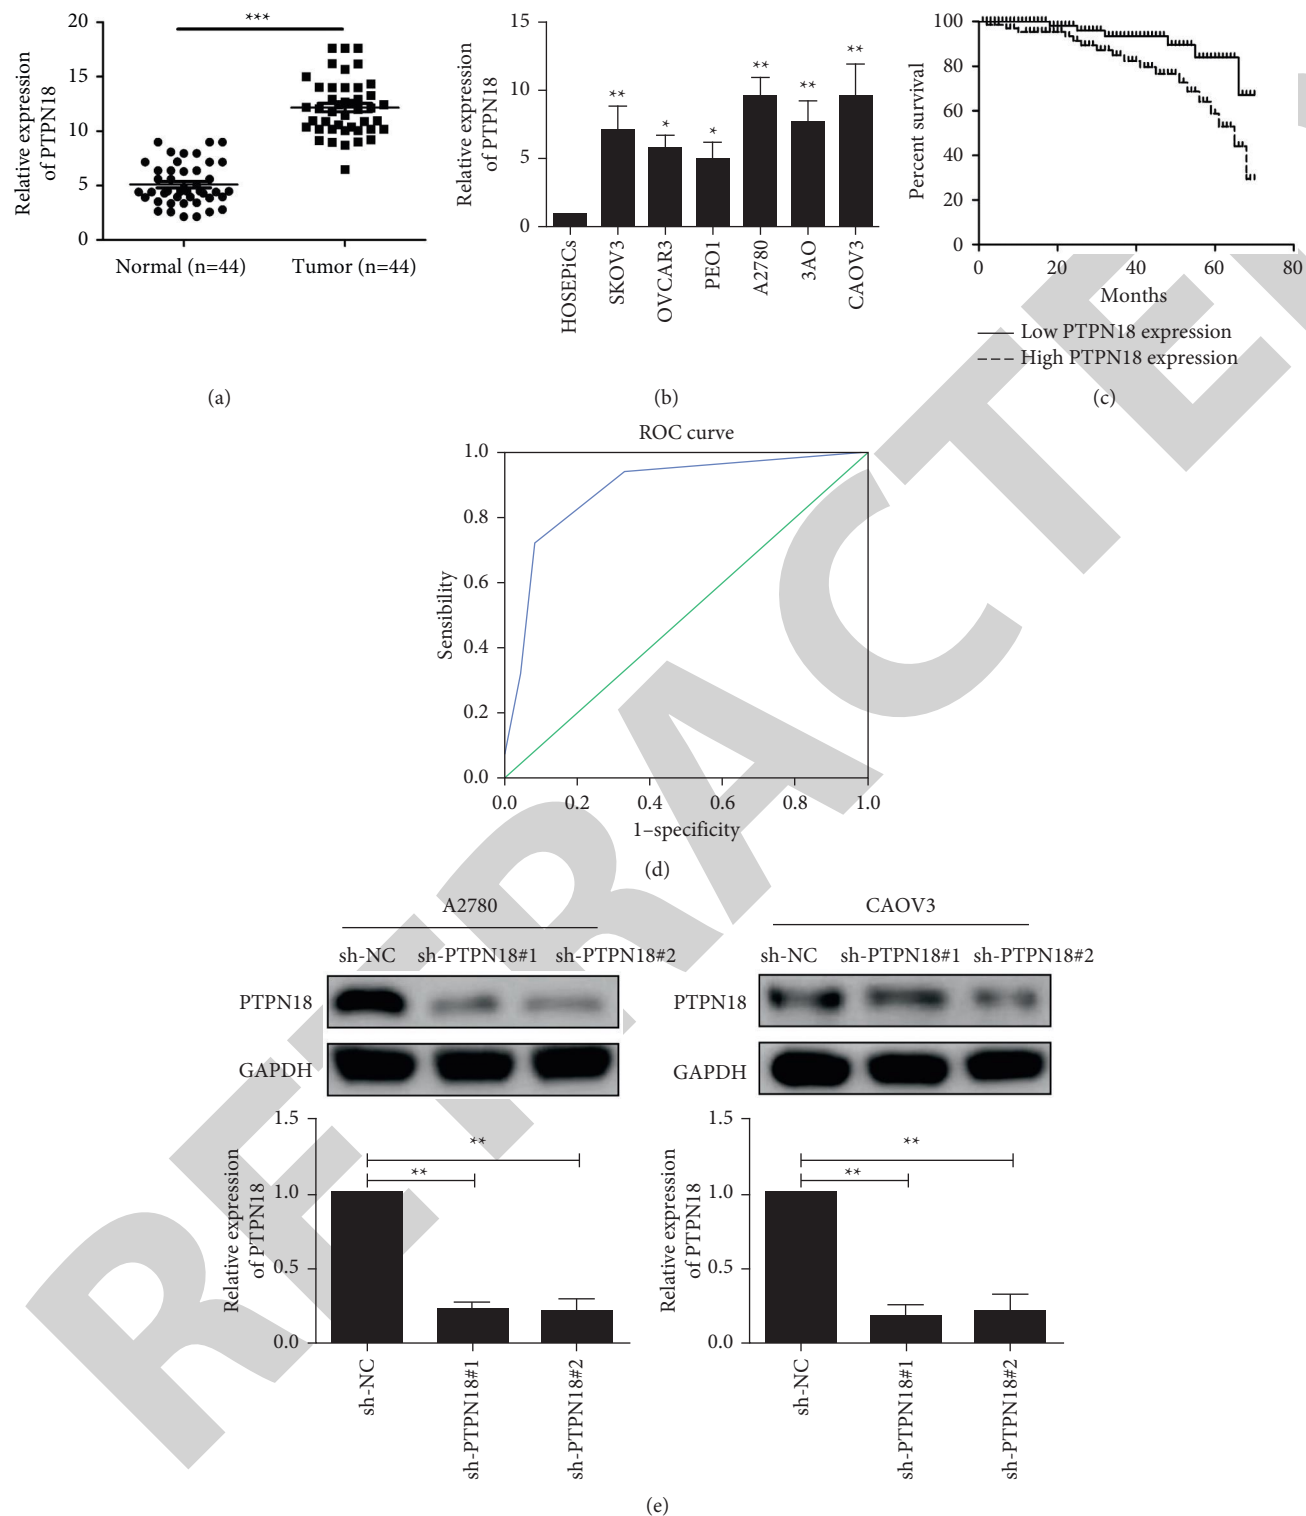 ***
20
15
10
5
0
Relative expression
of PTPN18
Normal (n=44)
Tumor (n=44)
(a)
15
10
5
0
Relative expression
of PTPN18
**
*
*
**
**
**
HOSEPiCs
SKOV3
OVCAR3
PEO1
A2780
3AO
CAOV3
(b)
100
80
60
40
20
0
Percent survival
0 20 40 60 80
Months
Low PTPN18 expression
High PTPN18 expression
(c)
ROC curve
1.0
0.8
0.6
0.4
0.2
0.0
Sensibility
0.0 0.2 0.4 0.6 0.8 1.0
1–specificity
(d)
A2780
sh-NC sh-PTPN18#1 sh-PTPN18#2
PTPN18
GAPDH
1.5
1.0
0.5
0.0
Relative expression
of PTPN18
**
**
sh-NC
sh-PTPN18#1
sh-PTPN18#2
CAOV3
sh-NC sh-PTPN18#1 sh-PTPN18#2
PTPN18
GAPDH
1.5
1.0
0.5
0.0
Relative expression
of PTPN18
**
**
sh-NC
sh-PTPN18#1
sh-PTPN18#2
(e)